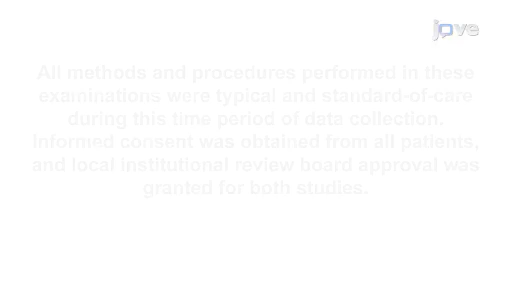 jove
All methods and procedures performed in these
examinations were typical and standard-of-care
during this time period of data collection.
Informed consent was obtained from all patients,
and local institutional review board approval was
granted for both studies.